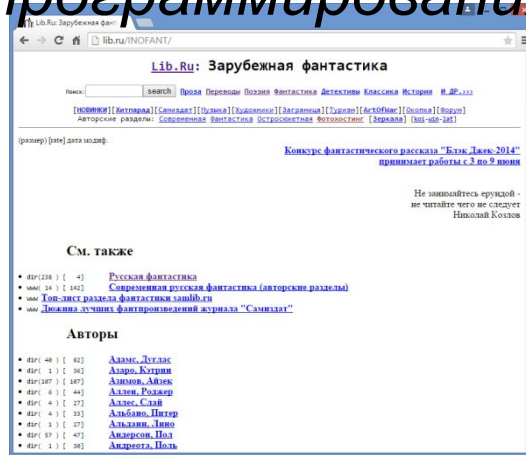 программирован
Lib.Ru: Зарубежная фан
lib.ru/INOFANT/
Lib.Ru: Зарубежная фантастика
Поиск: search Проза Переводы Поэзия Фантастика Детективы Классика История И ДР.>>>
[НОВИНКИ][Хитпарад][Самиздат][Музыка][Художники][Заграница][Туризм][ArtOfWar][Окопка][Форум]
Авторские разделы: Современная Фантастика Остросюжетная Фотохостинг [Зеркала] [koi-win-lat]
(размер) [rate] дата модиф.
Конкурс фантастического рассказа "Блэк Джек-2014"
принимает работы с 3 по 9 июня
Не занимайтесь ерундой -
не читайте чего не следует
Николай Козлов
См. также
• dir(238 ) [ 4] Русская фантастика
• www( 14 ) [ 142] Современная русская фантастика (авторские разделы)
• www Топ-лист раздела фантастики samlib.ru
• www Дюжина лучших фантпроизведений журнала "Самиздат"
Авторы
• dir( 40 ) [ 82] Адамс, Дуглас
• dir( 1 ) [ 36] Азаро, Кэтрин
• dir(107 ) [ 107] Азимов, Айзек
• dir( 6 ) [ 44] Аллен, Роджер
• dir( 4 ) [ 27] Аллес, Слай
• dir( 4 ) [ 33] Альбано, Питер
• dir( 1 ) [ 27] Альдани, Лино
• dir( 57 ) [ 47] Андерсон, Пол
• dir( 1 ) [ 30] Андреота, Поль